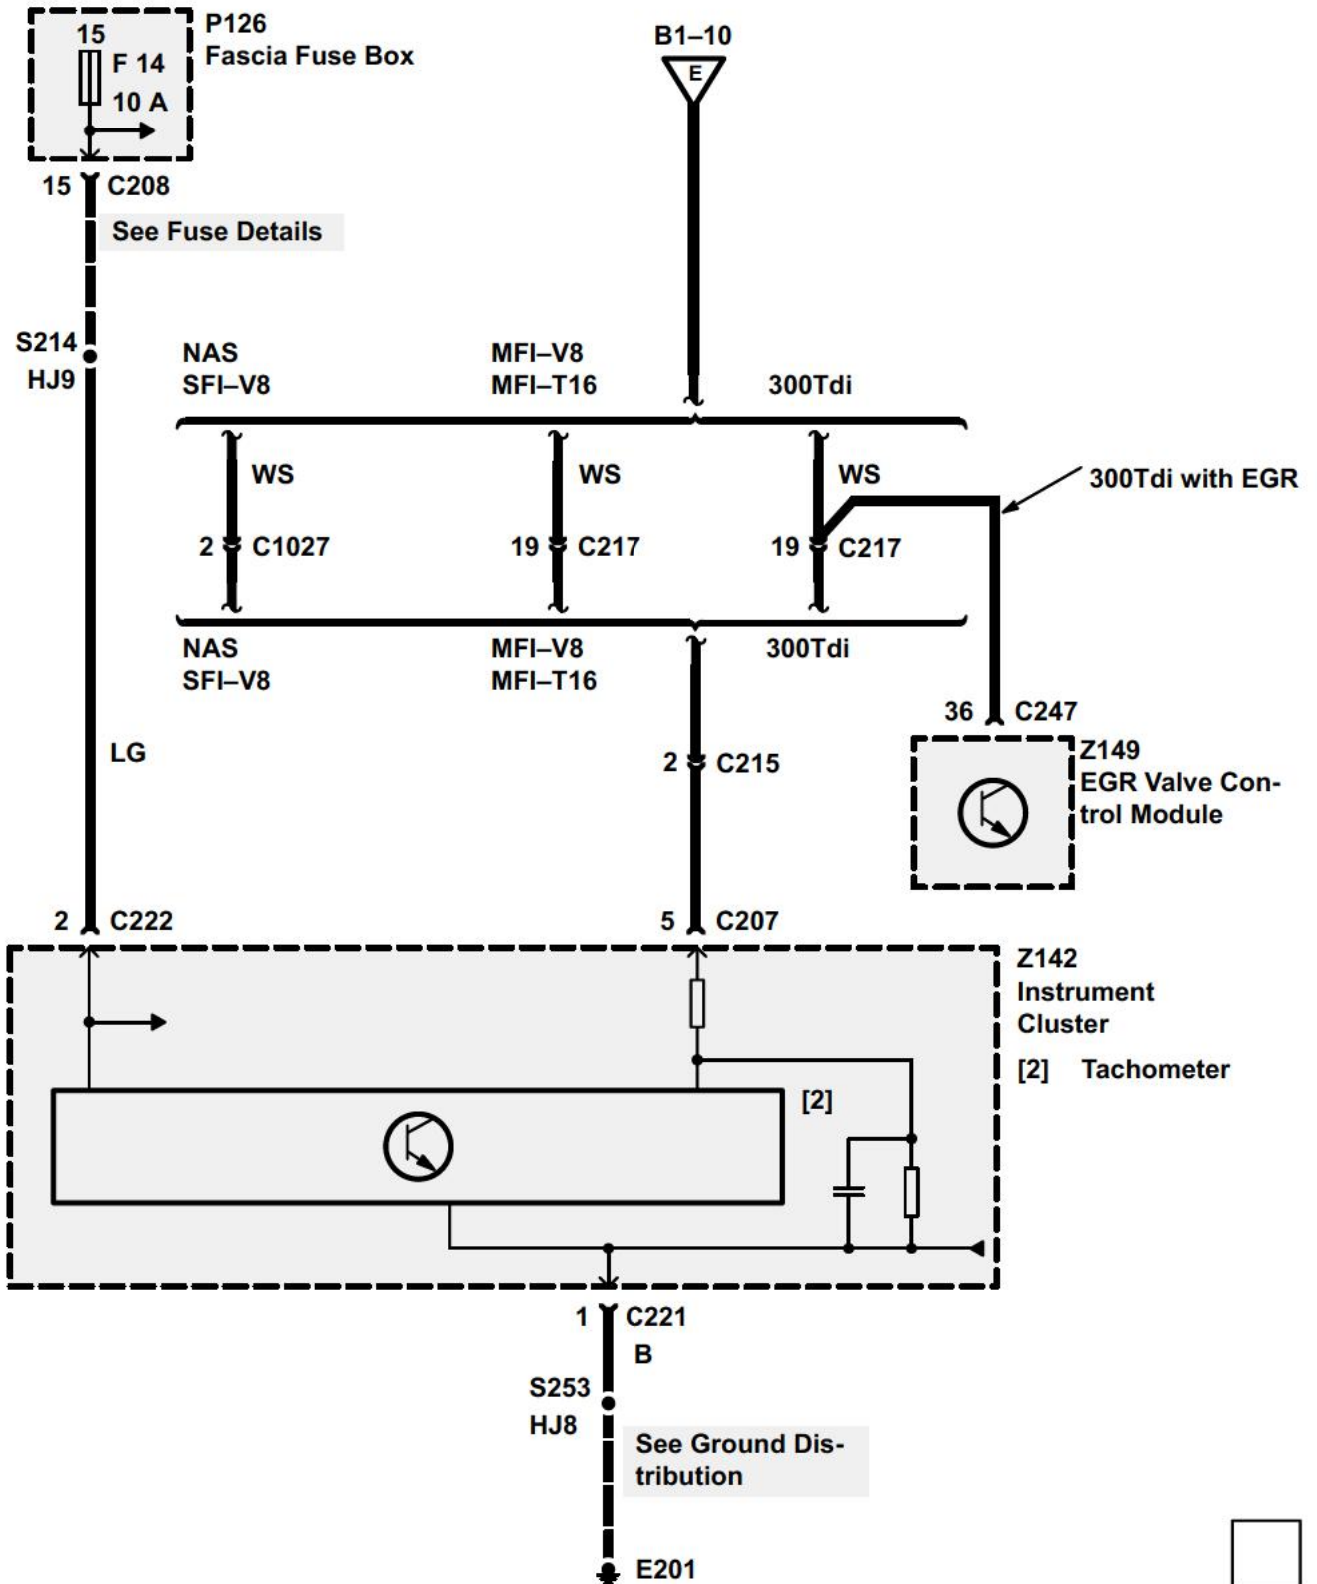 P126
Fascia Fuse Box
15
F 14
10 A
B1–10
E
15 C208
See Fuse Details
S214
HJ9
NAS
SFI–V8
MFI–V8
MFI–T16
300Tdi
WS
WS
WS
300Tdi with EGR
2 C1027
19 C217
19 C217
NAS
SFI–V8
MFI–V8
MFI–T16
300Tdi
36 C247
LG
2 C215
Z149
EGR Valve Con-
trol Module
2 C222
5 C207
Z142
Instrument
Cluster
[2] Tachometer
[2]
1 C221
B
S253
HJ8
See Ground Dis-
tribution
E201